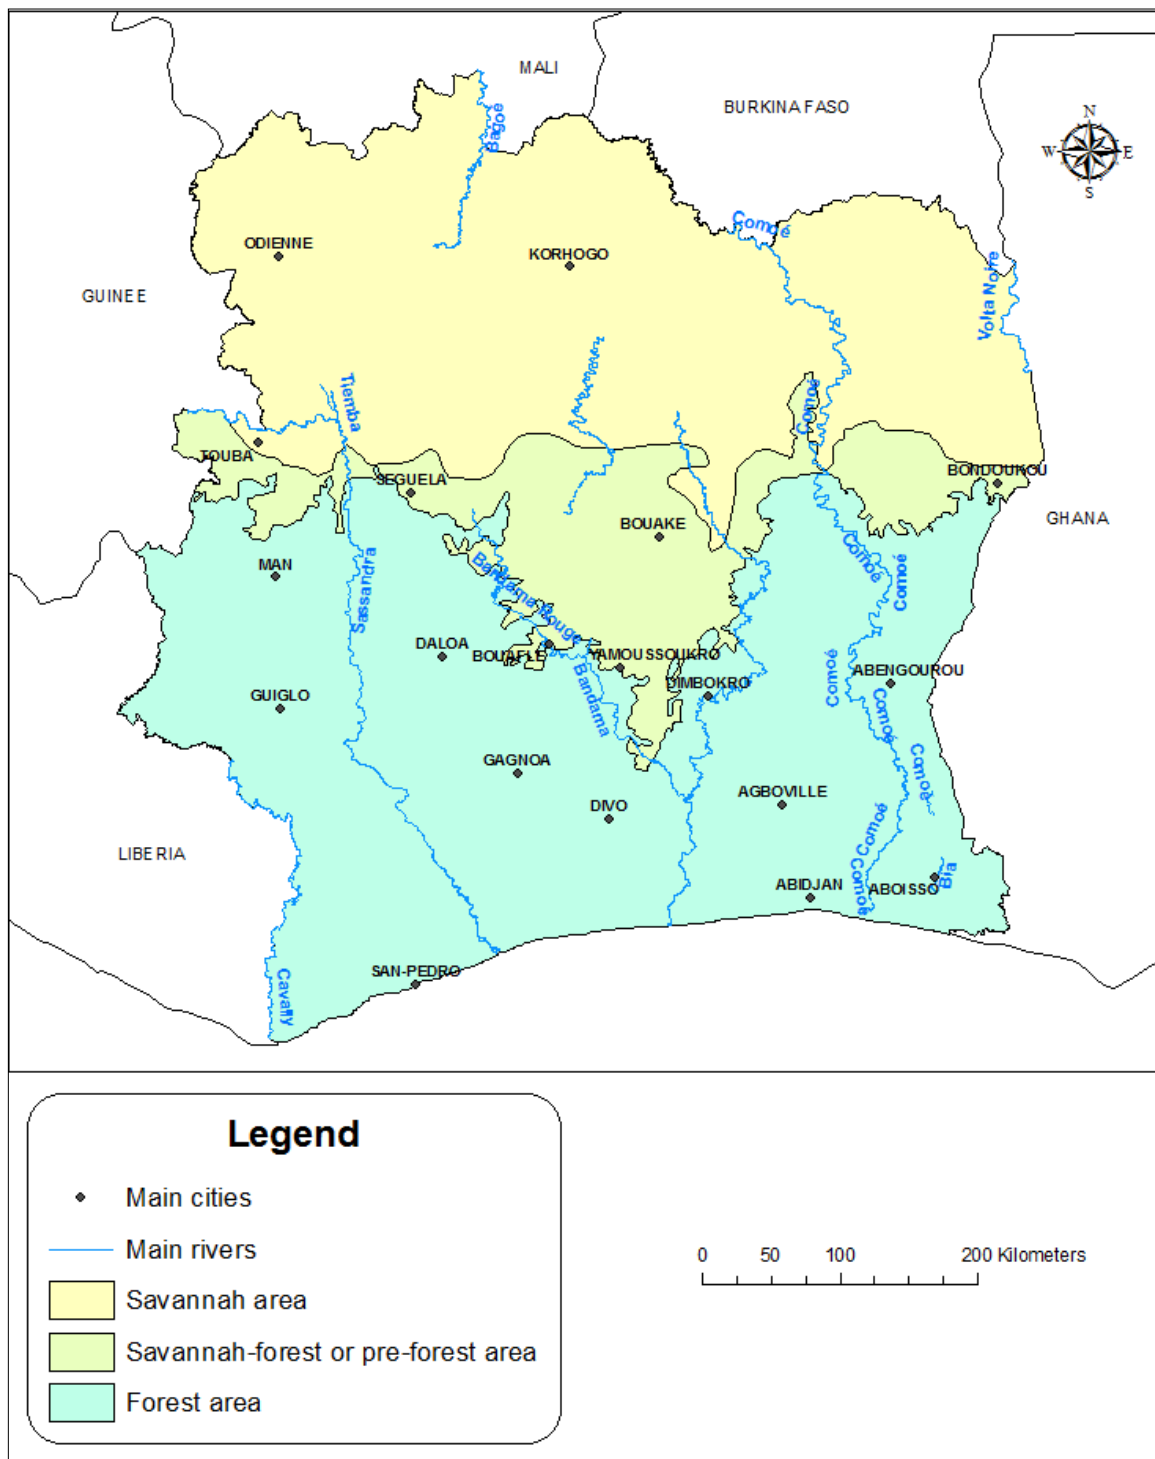 MALI
BURKINA FASO
N
W E
S
Bagoé
Comoé
ODIENNE
KORHOGO
Volta Noire
GUINEE
Tiemba
Comoé
TOUBA
SEGUELA
BONDOUKOU
BOUAKE
GHANA
MAN
Sassandra
Bandama Rouge
Comoé
Comoé
DALOA
BOUAFLE
YAMOUSSOUKRO
DIMBOKRO
Comoé
ABENGOUROU
GUIGLO
Bandama
Comoé
GAGNOA
Comoé
DIVO
AGBOVILLE
Comoé
LIBERIA
ABIDJAN
Comoé
ABOISSO
Bia
SAN-PEDRO
Cavally
Legend
Main cities
Main rivers
Savannah area
Savannah-forest or pre-forest area
Forest area
0 50 100 200 Kilometers